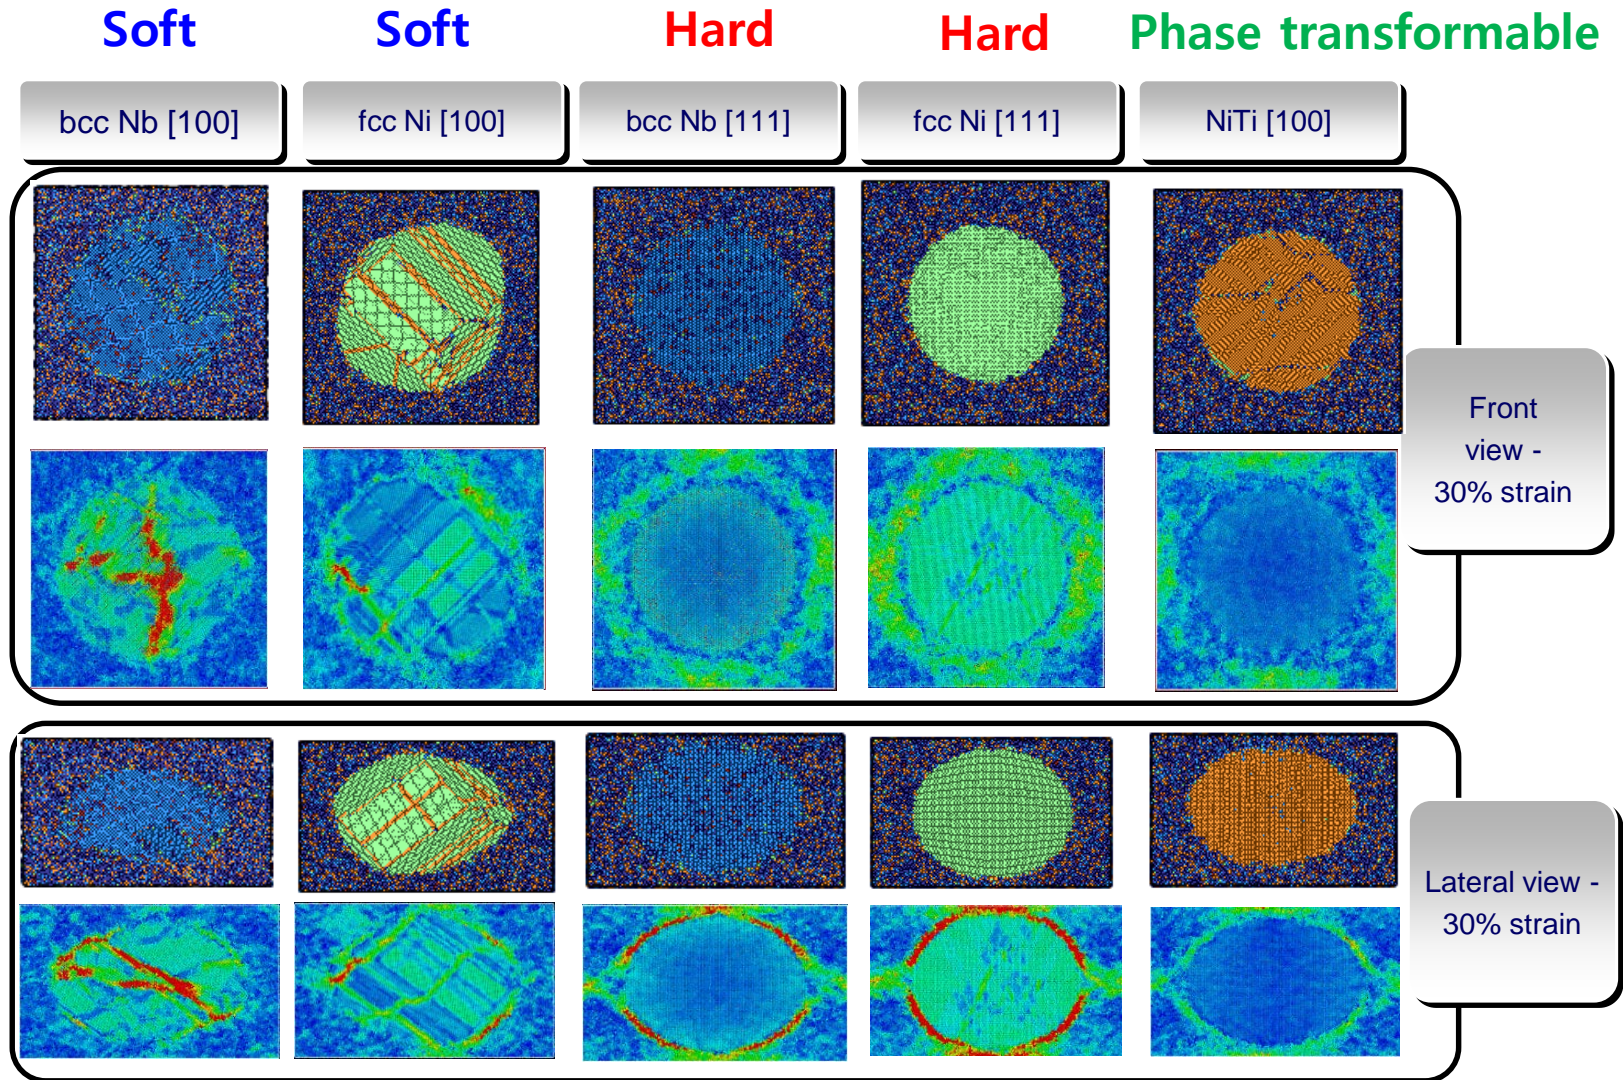 Soft
Soft
Hard
Hard
Phase transformable
bcc Nb [100]
fcc Ni [100]
bcc Nb [111]
fcc Ni [111]
NiTi [100]
Front
view -
30% strain
Lateral view -
30% strain